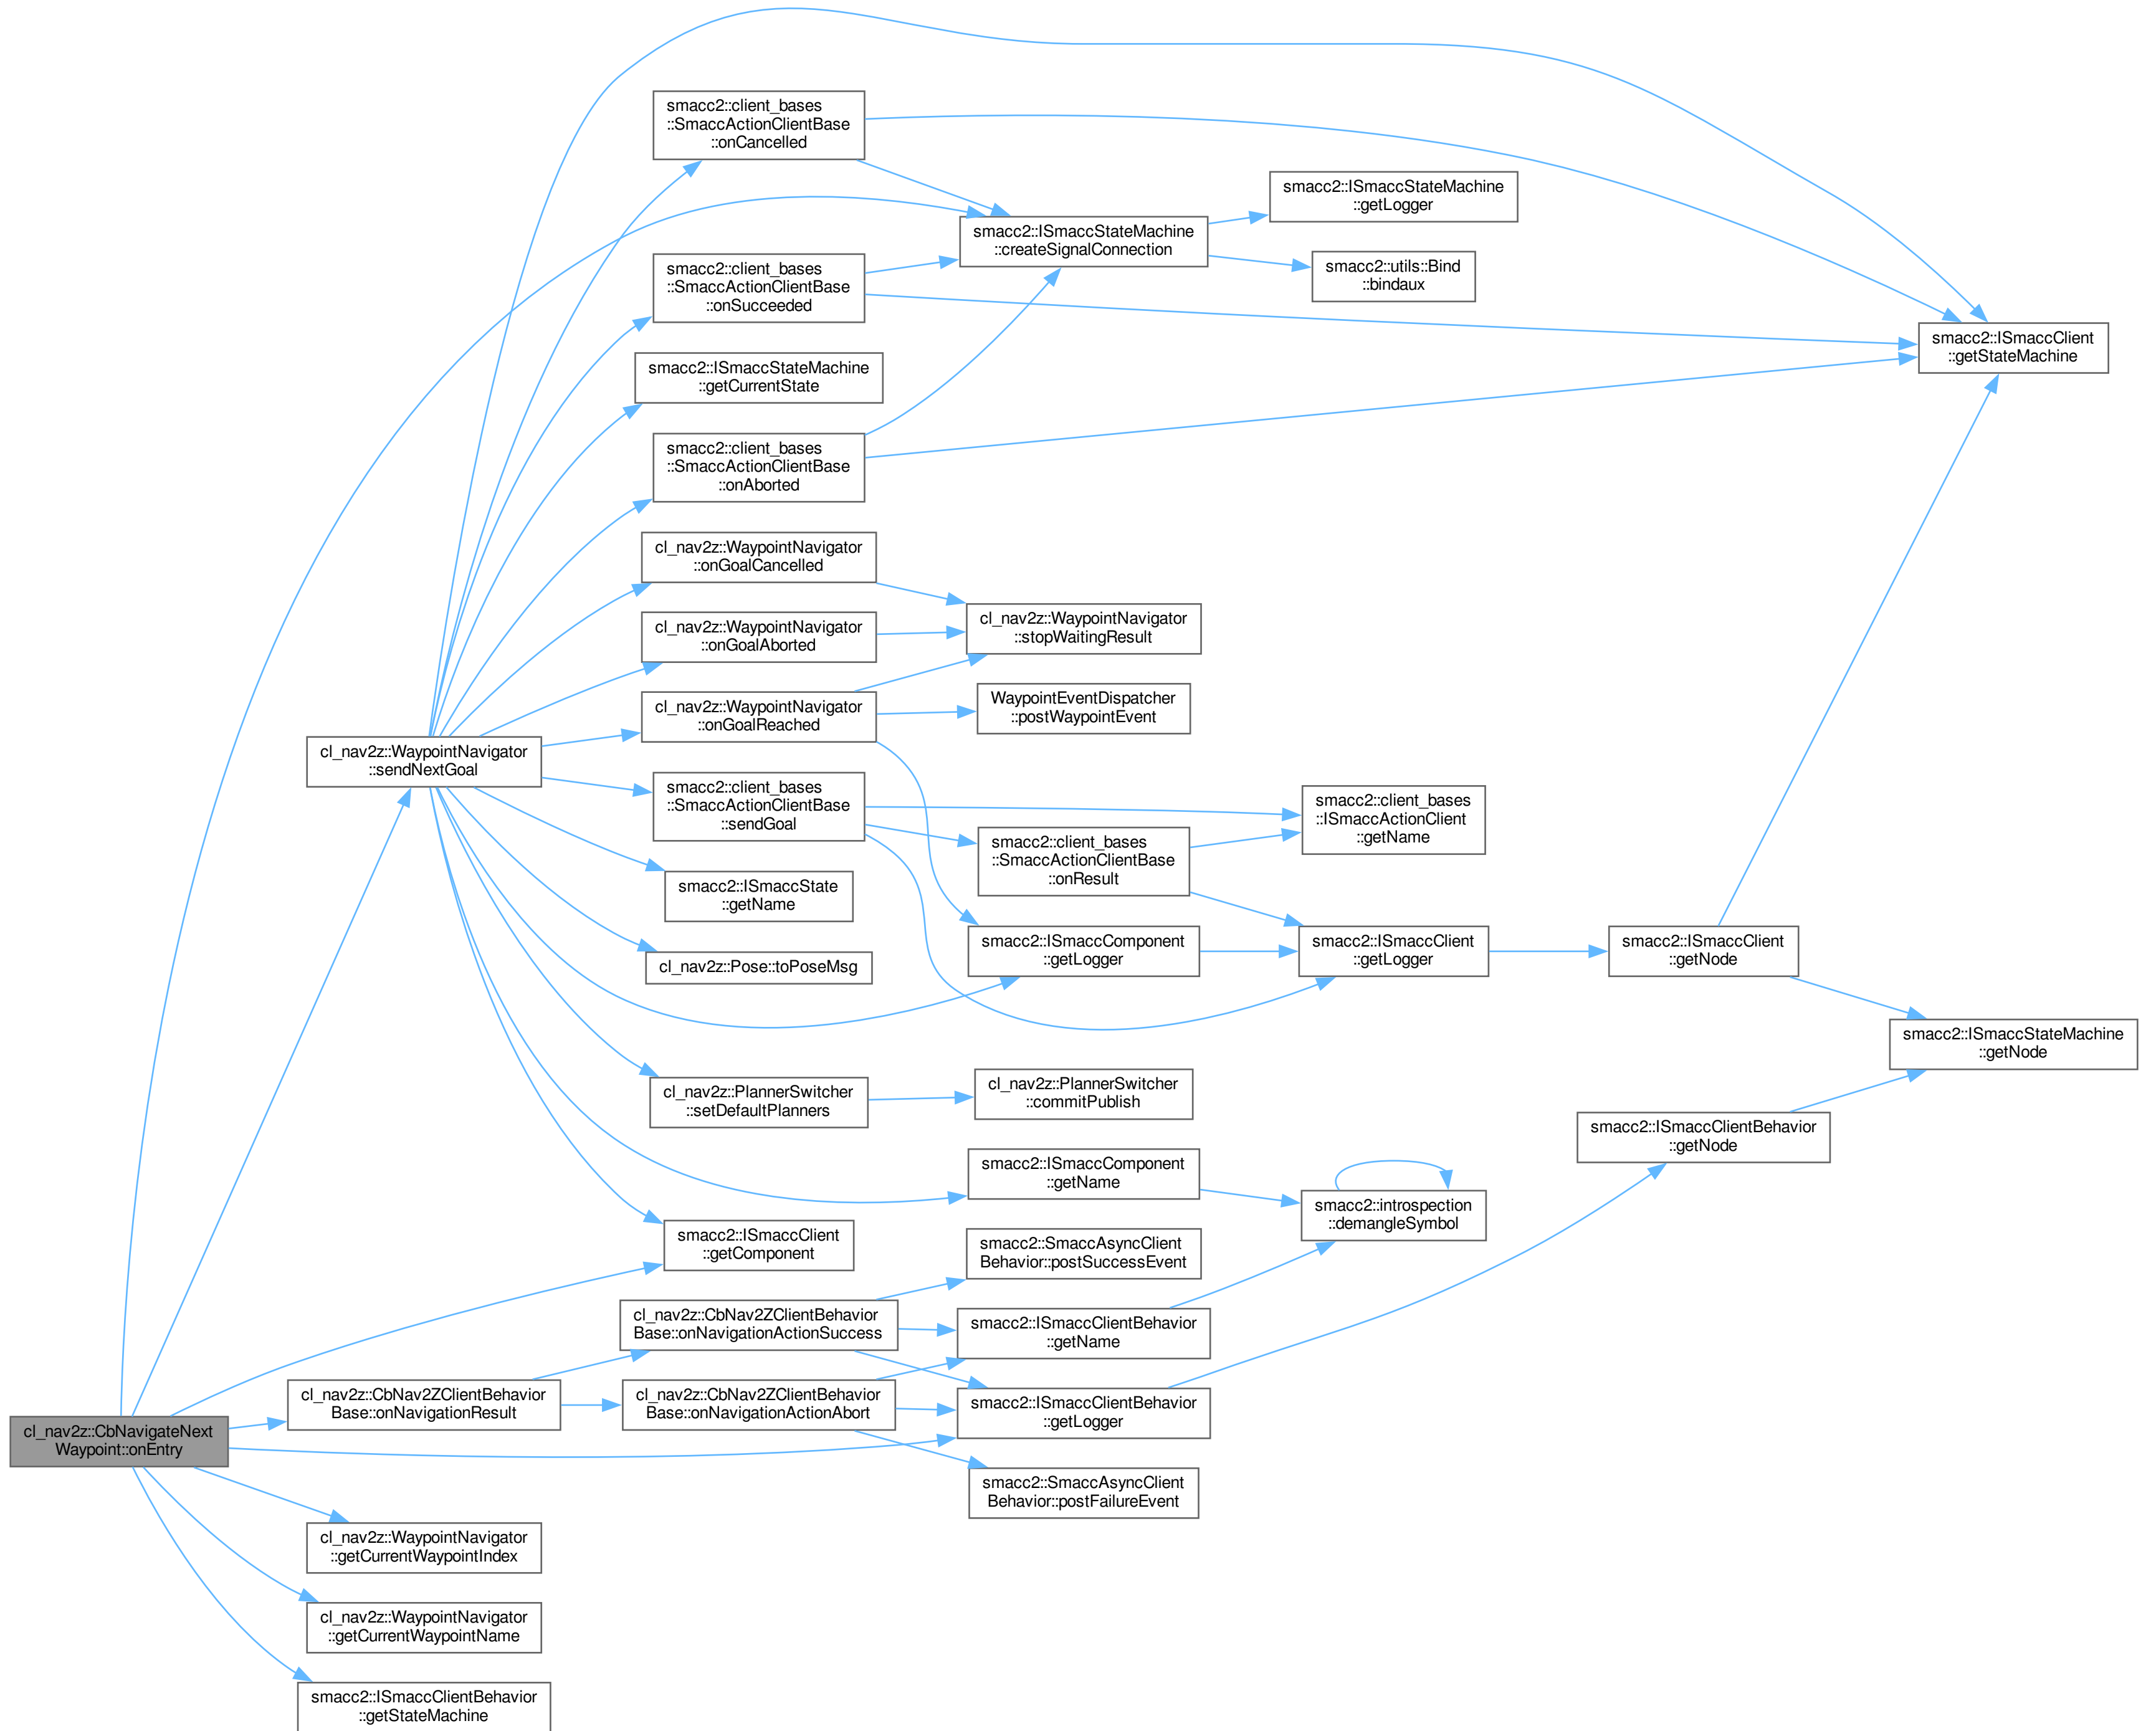 smacc2::client_bases
::SmaccActionClientBase
::onCancelled
smacc2::ISmaccStateMachine
::getLogger
smacc2::ISmaccStateMachine
::createSignalConnection
smacc2::utils::Bind
::bindaux
smacc2::client_bases
::SmaccActionClientBase
::onSucceeded
smacc2::ISmaccClient
::getStateMachine
smacc2::ISmaccStateMachine
::getCurrentState
smacc2::client_bases
::SmaccActionClientBase
::onAborted
cl_nav2z::WaypointNavigator
::onGoalCancelled
cl_nav2z::WaypointNavigator
::onGoalAborted
cl_nav2z::WaypointNavigator
::stopWaitingResult
cl_nav2z::WaypointNavigator
::onGoalReached
WaypointEventDispatcher
::postWaypointEvent
cl_nav2z::WaypointNavigator
::sendNextGoal
smacc2::client_bases
::SmaccActionClientBase
::sendGoal
smacc2::client_bases
::ISmaccActionClient
::getName
smacc2::client_bases
::SmaccActionClientBase
::onResult
smacc2::ISmaccState
::getName
smacc2::ISmaccComponent
::getLogger
smacc2::ISmaccClient
::getLogger
smacc2::ISmaccClient
::getNode
cl_nav2z::Pose::toPoseMsg
smacc2::ISmaccStateMachine
::getNode
cl_nav2z::PlannerSwitcher
::setDefaultPlanners
cl_nav2z::PlannerSwitcher
::commitPublish
smacc2::ISmaccClientBehavior
::getNode
smacc2::ISmaccComponent
::getName
smacc2::introspection
::demangleSymbol
smacc2::ISmaccClient
::getComponent
smacc2::SmaccAsyncClient
Behavior::postSuccessEvent
cl_nav2z::CbNav2ZClientBehavior
Base::onNavigationActionSuccess
smacc2::ISmaccClientBehavior
::getName
cl_nav2z::CbNav2ZClientBehavior
Base::onNavigationResult
cl_nav2z::CbNav2ZClientBehavior
Base::onNavigationActionAbort
smacc2::ISmaccClientBehavior
::getLogger
cl_nav2z::CbNavigateNext
Waypoint::onEntry
smacc2::SmaccAsyncClient
Behavior::postFailureEvent
cl_nav2z::WaypointNavigator
::getCurrentWaypointIndex
cl_nav2z::WaypointNavigator
::getCurrentWaypointName
smacc2::ISmaccClientBehavior
::getStateMachine